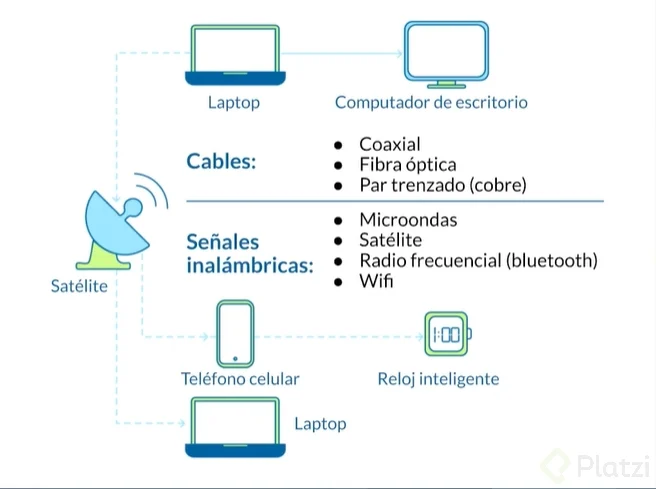 Laptop
Computador de escritorio
Cables:
● Coaxial
● Fibra óptica
● Par trenzado (cobre)
Señales
inalámbricas:
● Microondas
● Satélite
● Radio frecuencial (bluetooth)
● Wifi
Satélite
1:00
Teléfono celular
Reloj inteligente
Laptop
Platzi